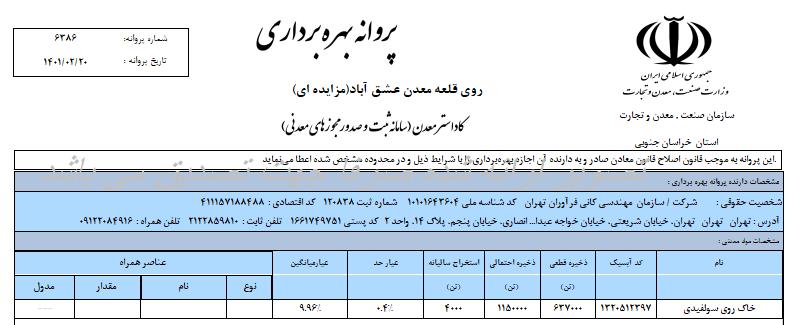 پروانه بهره برداری
شماره پروانه: ۶۳۸۶
تاریخ پروانه : ۱۴۰۱/۰۲/۲۰
جمهوری اسلامی ایران
وزارت صنعت، معدن و تجارت
سازمان صنعت . معدن و تجارت
استان خراسان جنوبی
روی قلعه معدن عشق آباد(مزایده ای)
کاداستر معدن (سامانه ثبت و صدور مجوزهای معدنی)
.این پروانه به موجب قانون اصلاح قانون معادن صادر و به دارنده آن اجازه بهره‌برداری را با شرایط ذیل و در محدوده مشخص شده اعطا می‌نماید
مشخصات دارنده پروانه بهره برداری :
شخصیت حقوقی : شرکت / سازمان مهندسی کانی فرآوران تهران کد شناسه ملی ۱۰۱۰۱۶۴۳۶۰۴ شماره ثبت ۱۲۰۸۳۸ کد اقتصادی : ۴۱۱۱۵۷۱۸۸۴۸۸
آدرس : تهران تهران تهران، خیابان شریعتی، خیابان خواجه عبدا... انصاری، خیابان پنجم، پلاک ۱۴، واحد ۲ کد پستی ۱۶۶۱۷۴۹۷۵۱ تلفن ثابت : ۲۱۲۲۸۵۹۸۱۰ تلفن همراه : ۰۹۱۲۲۰۸۴۹۱۶
مشخصات مواد معدنی :
نام کد آیسیک ذخیره قطعی (تن) ذخیره احتمالی (تن) استخراج سالیانه (تن) عیار حد عیارمیانگین عناصر همراه
نوع نام مقدار مدول
خاک روی سولفیدی ۱۳۲۰۵۱۲۳۹۷ ۶۳۷۰۰۰ ۱۱۵۰۰۰۰ ۴۰۰۰ ۰.۴% ۹.۹۶% ----